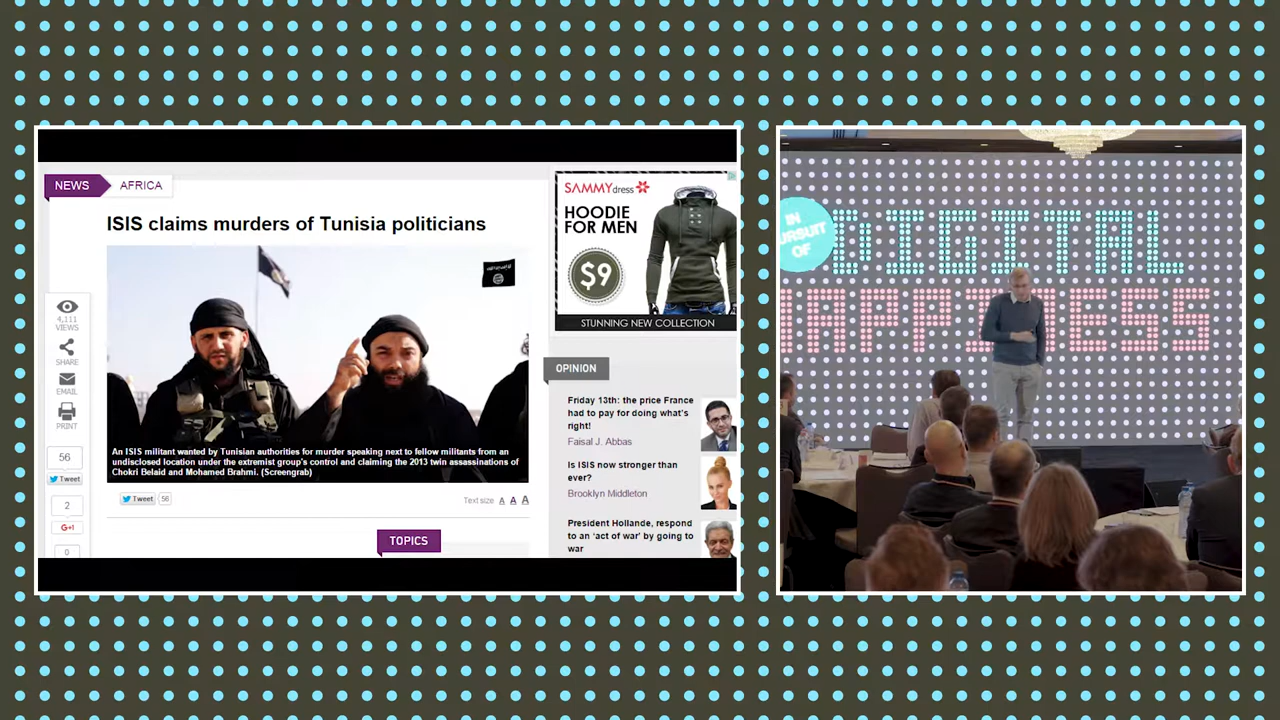 NEWS
AFRICA
ISIS claims murders of Tunisia politicians
4,111
VIEWS
SHARE
EMAIL
PRINT
56
Tweet
2
G+1
0
An ISIS militant wanted by Tunisian authorities for murder speaking next to fellow militants from an
undisclosed location under the extremist group's control and claiming the 2013 twin assassinations of
Chokri Belaid and Mohamed Brahmi. (Screengrab)
Tweet 56
Text size A A A
TOPICS
SAMMYdress
HOODIE
FOR MEN
$9
STUNNING NEW COLLECTION
OPINION
Friday 13th: the price France
had to pay for doing what's
right!
Faisal J. Abbas
Is ISIS now stronger than
ever?
Brooklyn Middleton
President Hollande, respond
to an 'act of war' by going to
war
IN
OF
DIGITAL